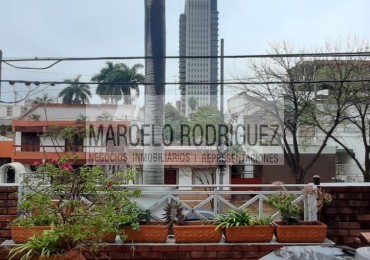 MARCELO RODRIGUEZ
NEGOCIOS INMOBILIARIOS | REPRESENTACIONES